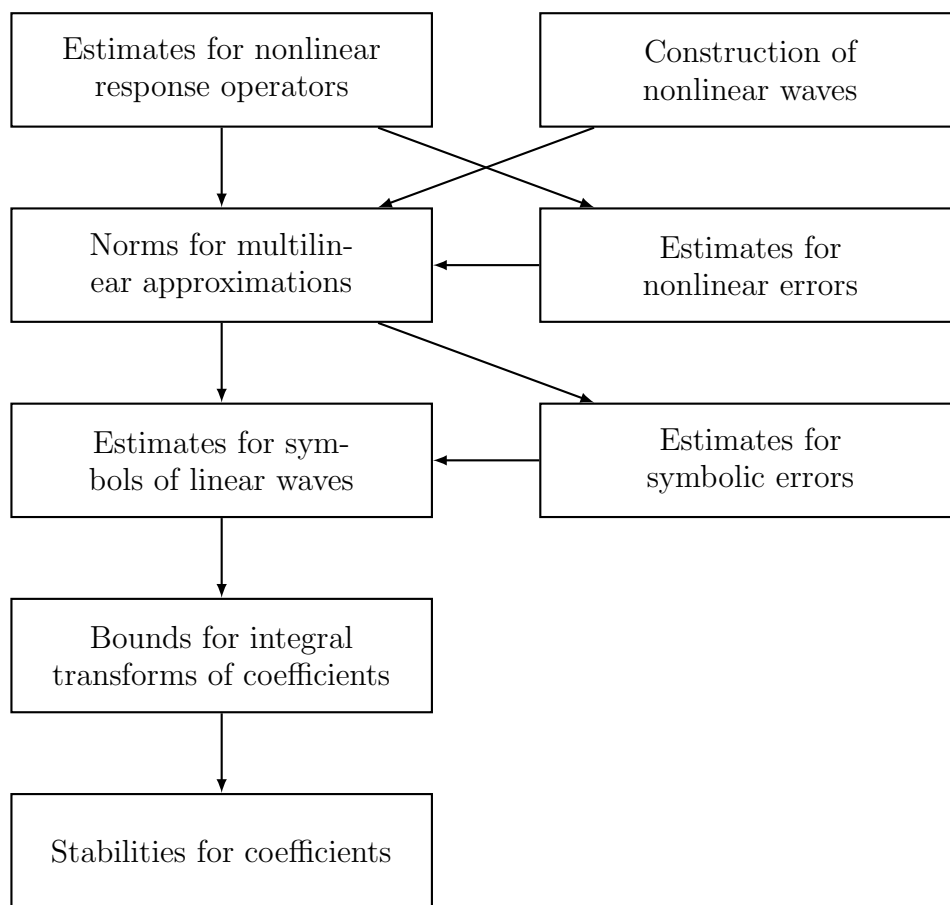 Estimates for nonlinear
response operators
Construction of
nonlinear waves
Norms for multilin-
ear approximations
Estimates for
nonlinear errors
Estimates for sym-
bols of linear waves
Estimates for
symbolic errors
Bounds for integral
transforms of coefficients
Stabilities for coefficients